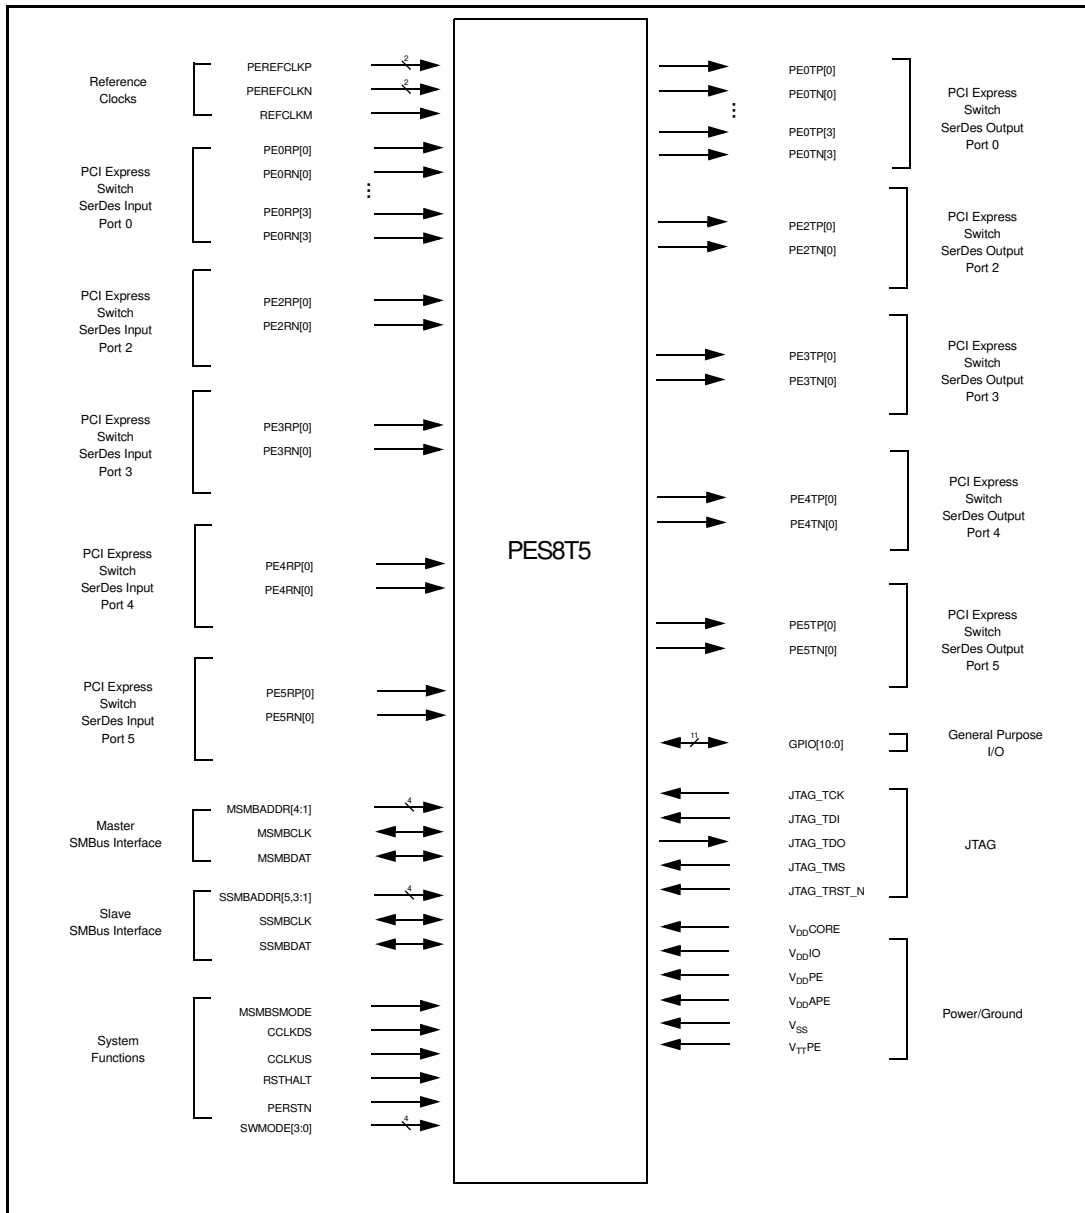 Reference
Clocks
PEREFCLKP
2
PEREFCLKN
2
REFCLKM
PCI Express
Switch
SerDes Input
Port 0
PE0RP[0]
PE0RN[0]
PE0RP[3]
PE0RN[3]
PCI Express
Switch
SerDes Input
Port 2
PE2RP[0]
PE2RN[0]
PCI Express
Switch
SerDes Input
Port 3
PE3RP[0]
PE3RN[0]
PCI Express
Switch
SerDes Input
Port 4
PE4RP[0]
PE4RN[0]
PCI Express
Switch
SerDes Input
Port 5
PE5RP[0]
PE5RN[0]
Master
SMBus Interface
MSMBADDR[4:1]
4
MSMBCLK
MSMBDAT
Slave
SMBus Interface
SSMBADDR[5,3:1]
4
SSMBCLK
SSMBDAT
System
Functions
MSMBSMODE
CCLKDS
CCLKUS
RSTHALT
PERSTN
SWMODE[3:0]
4
PES8T5
PE0TP[0]
PE0TN[0]
PE0TP[3]
PE0TN[3]
PCI Express
Switch
SerDes Output
Port 0
PE2TP[0]
PE2TN[0]
PCI Express
Switch
SerDes Output
Port 2
PE3TP[0]
PE3TN[0]
PCI Express
Switch
SerDes Output
Port 3
PE4TP[0]
PE4TN[0]
PCI Express
Switch
SerDes Output
Port 4
PE5TP[0]
PE5TN[0]
PCI Express
Switch
SerDes Output
Port 5
11
GPIO[10:0]
General Purpose
I/O
JTAG_TCK
JTAG_TDI
JTAG_TDO
JTAG_TMS
JTAG_TRST_N
JTAG
VDDCORE
VDDIO
VDDPE
VDDAPE
VSS
VTTPE
Power/Ground